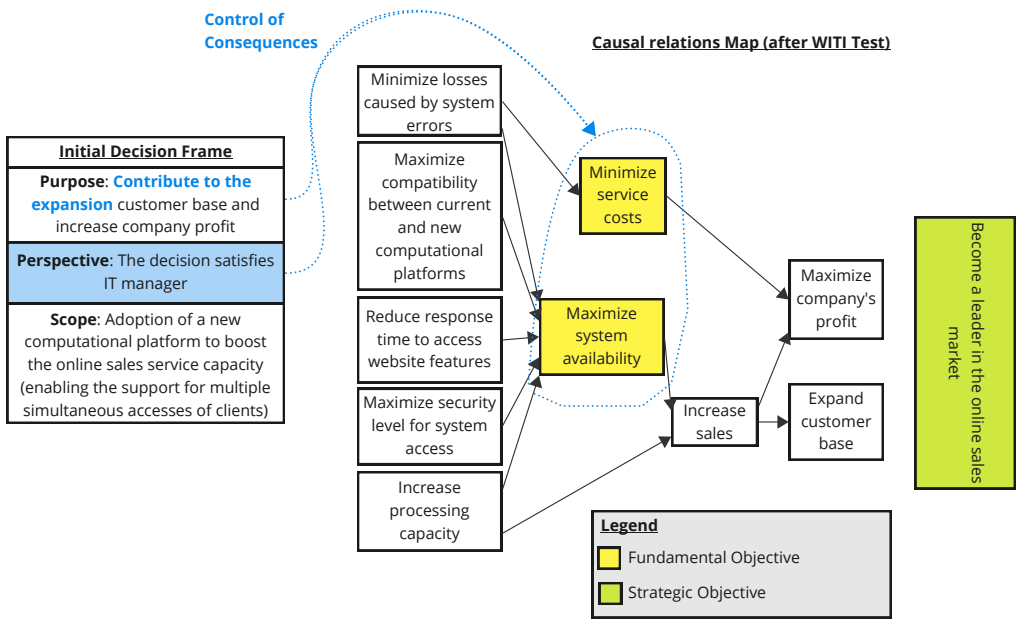 Control of
Consequences
Causal relations Map (after WITI Test)
Initial Decision Frame
Purpose: Contribute to the
expansion customer base and
increase company profit
Perspective: The decision satisfies
IT manager
Scope: Adoption of a new
computational platform to boost
the online sales service capacity
(enabling the support for multiple
simultaneous accesses of clients)
Minimize losses
caused by system
errors
Maximize
compatibility
between current
and new
computational
platforms
Reduce response
time to access
website features
Maximize security
level for system
access
Increase
processing
capacity
Minimize
service
costs
Maximize
system
availability
Increase
sales
Maximize
company's
profit
Expand
customer
base
Become a leader in the online sales
market
Legend
Fundamental Objective
Strategic Objective